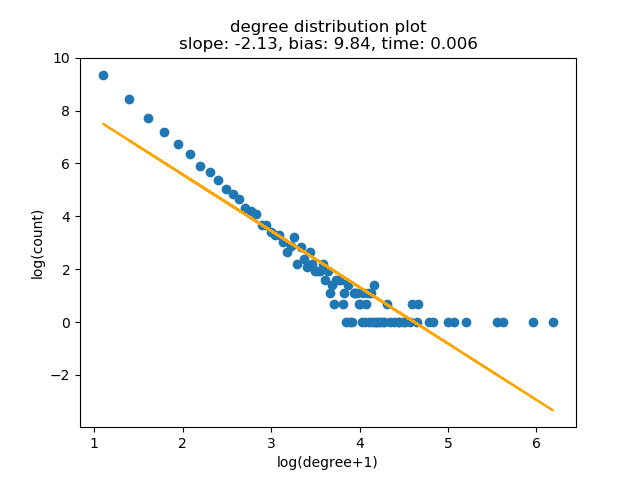 degree distribution plot
slope: -2.13, bias: 9.84, time: 0.006
10
8
6
4
2
0
−2
log(count)
1 2 3 4 5 6
log(degree+1)